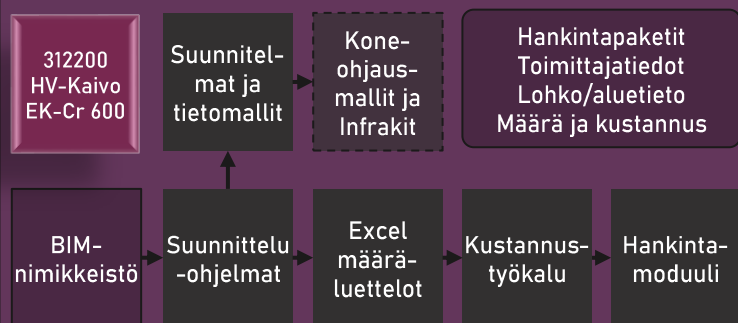 312200
HV-Kaivo
EK-Cr 600
Suunnitel-
mat ja
tietomallit
Kone-
ohjaus-
mallit ja
Infrakit
Hankintapaketit
Toimittajatiedot
Lohko/aluetieto
Määrä ja kustannus
BIM-
nimikkeistö
Suunnittelu
-ohjelmat
Excel
määrä-
luettelot
Kustannus-
työkalu
Hankinta-
moduuli